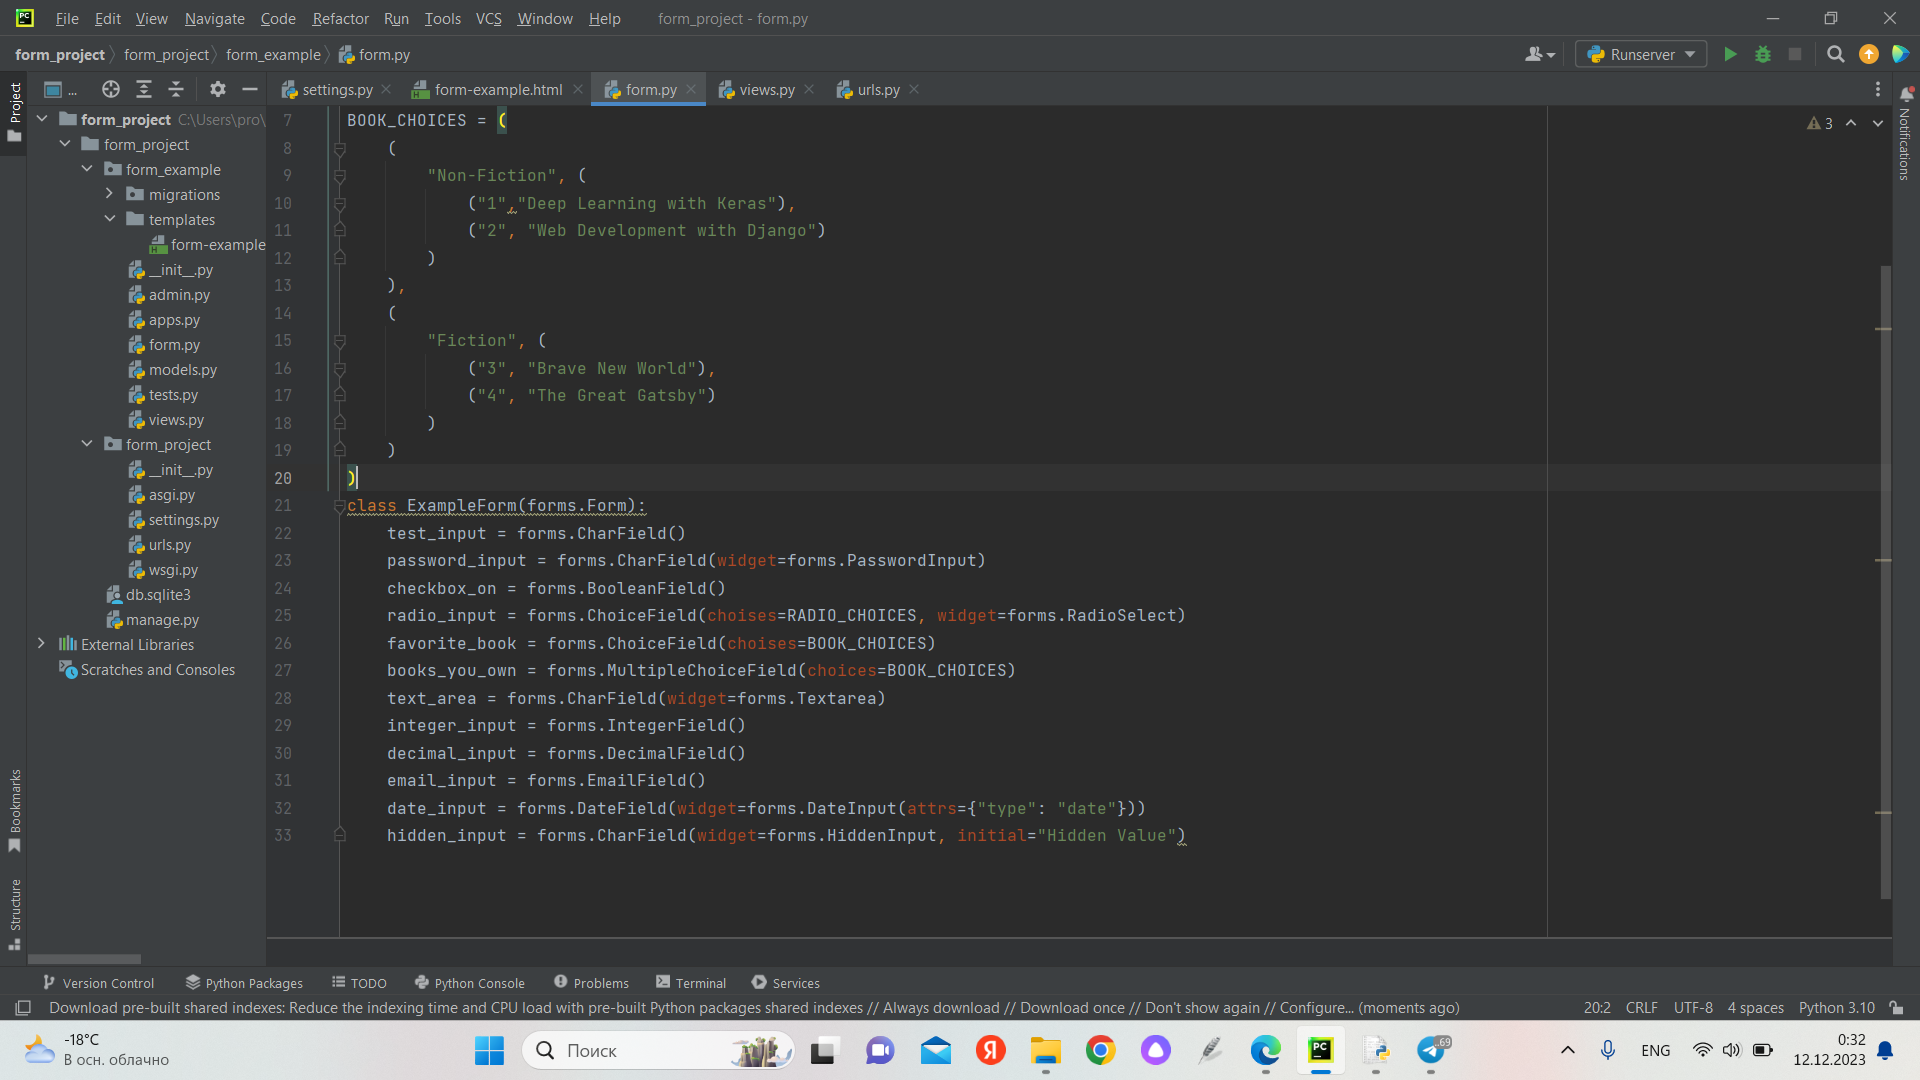 File Edit View Navigate Code Refactor Run Tools VCS Window Help form_project - form.py
form_project form_project form_example form.py Runserver
Project ... settings.py form-example.html form.py views.py urls.py
form_project C:\Users\pro\
form_project
form_example
migrations
templates
form-example
__init__.py
admin.py
apps.py
form.py
models.py
tests.py
views.py
form_project
__init__.py
asgi.py
settings.py
urls.py
wsgi.py
db.sqlite3
manage.py
External Libraries
Scratches and Consoles
Bookmarks
Structure
Notifications
3
7 BOOK_CHOICES = (
8 (
9 "Non-Fiction", (
10 ("1","Deep Learning with Keras"),
11 ("2", "Web Development with Django")
12 )
13 ),
14 (
15 "Fiction", (
16 ("3", "Brave New World"),
17 ("4", "The Great Gatsby")
18 )
19 )
20 )
21 class ExampleForm(forms.Form):
22 test_input = forms.CharField()
23 password_input = forms.CharField(widget=forms.PasswordInput)
24 checkbox_on = forms.BooleanField()
25 radio_input = forms.ChoiceField(choises=RADIO_CHOICES, widget=forms.RadioSelect)
26 favorite_book = forms.ChoiceField(choises=BOOK_CHOICES)
27 books_you_own = forms.MultipleChoiceField(choices=BOOK_CHOICES)
28 text_area = forms.CharField(widget=forms.Textarea)
29 integer_input = forms.IntegerField()
30 decimal_input = forms.DecimalField()
31 email_input = forms.EmailField()
32 date_input = forms.DateField(widget=forms.DateInput(attrs={"type": "date"}))
33 hidden_input = forms.CharField(widget=forms.HiddenInput, initial="Hidden Value")
Version Control Python Packages TODO Python Console Problems Terminal Services
Download pre-built shared indexes: Reduce the indexing time and CPU load with pre-built Python packages shared indexes // Always download // Download once // Don't show again // Configure... (moments ago) 20:2 CRLF UTF-8 4 spaces Python 3.10
-18°C
В осн. облачно
Поиск
Я
PC
69
ENG
0:32
12.12.2023